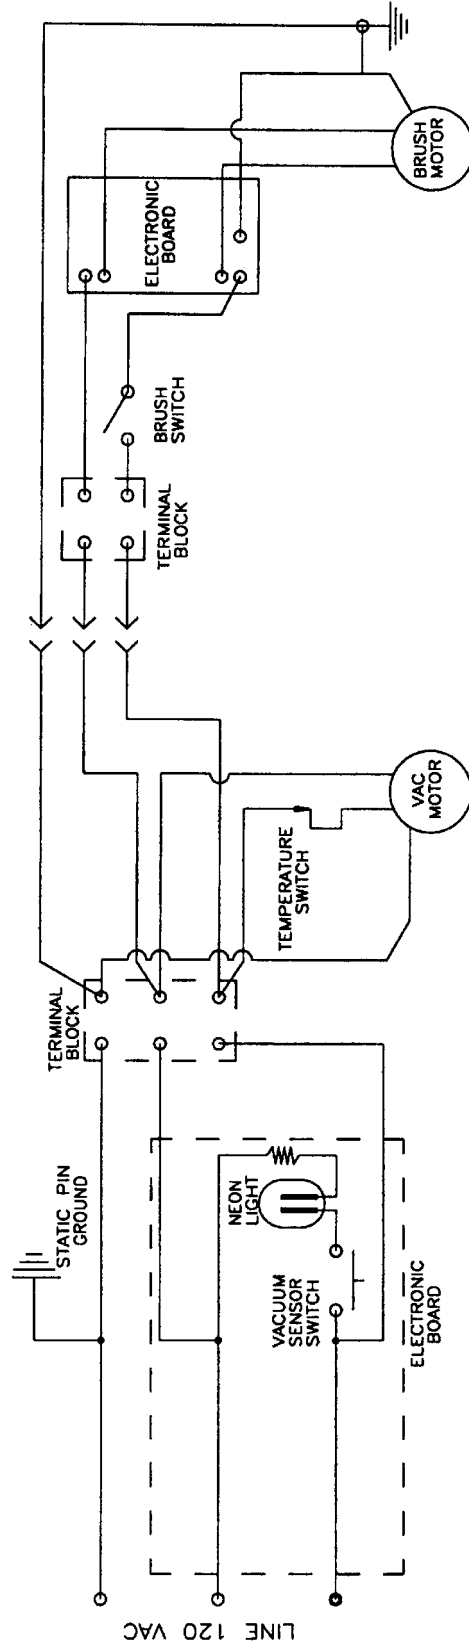 LINE 120 VAC
STATIC PIN
GROUND
TERMINAL
BLOCK
NEON
LIGHT
VACUUM
SENSOR
SWITCH
ELECTRONIC
BOARD
TEMPERATURE
SWITCH
VAC
MOTOR
TERMINAL
BLOCK
BRUSH
SWITCH
ELECTRONIC
BOARD
BRUSH
MOTOR